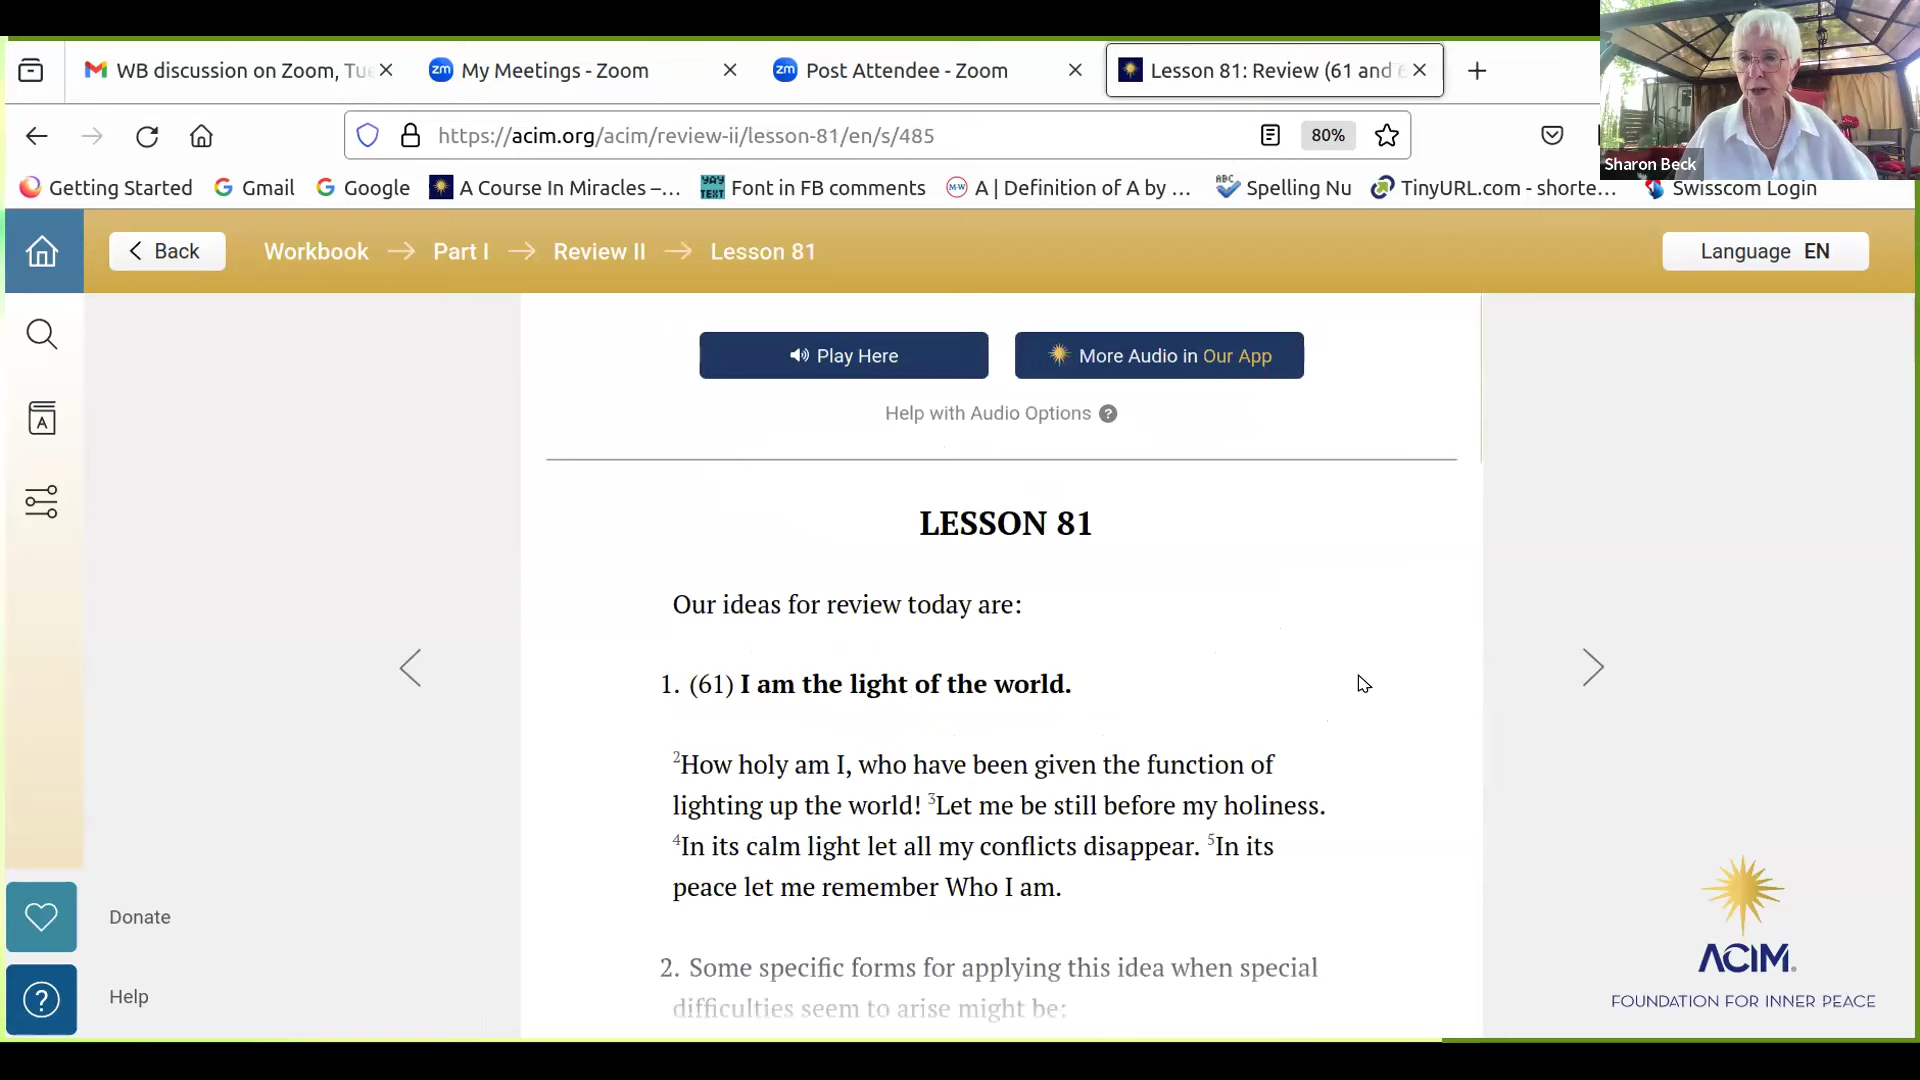 WB discussion on Zoom, Tue
My Meetings - Zoom
Post Attendee - Zoom
Lesson 81: Review (61 and 6
https://acim.org/acim/review-ii/lesson-81/en/s/485
80%
Sharon Beck
Getting Started
Gmail
Google
A Course In Miracles –...
YAY TEXT
Font in FB comments
M-W
A | Definition of A by ...
ABC
Spelling Nu
TinyURL.com - shorte...
Swisscom Login
Back
Workbook → Part I → Review II → Lesson 81
Language EN
Play Here
More Audio in Our App
Help with Audio Options ?
LESSON 81
Our ideas for review today are:
1. (61) I am the light of the world.
2How holy am I, who have been given the function of
lighting up the world! 3Let me be still before my holiness.
4In its calm light let all my conflicts disappear. 5In its
peace let me remember Who I am.
2. Some specific forms for applying this idea when special
difficulties seem to arise might be:
Donate
Help
ACIM.
FOUNDATION FOR INNER PEACE